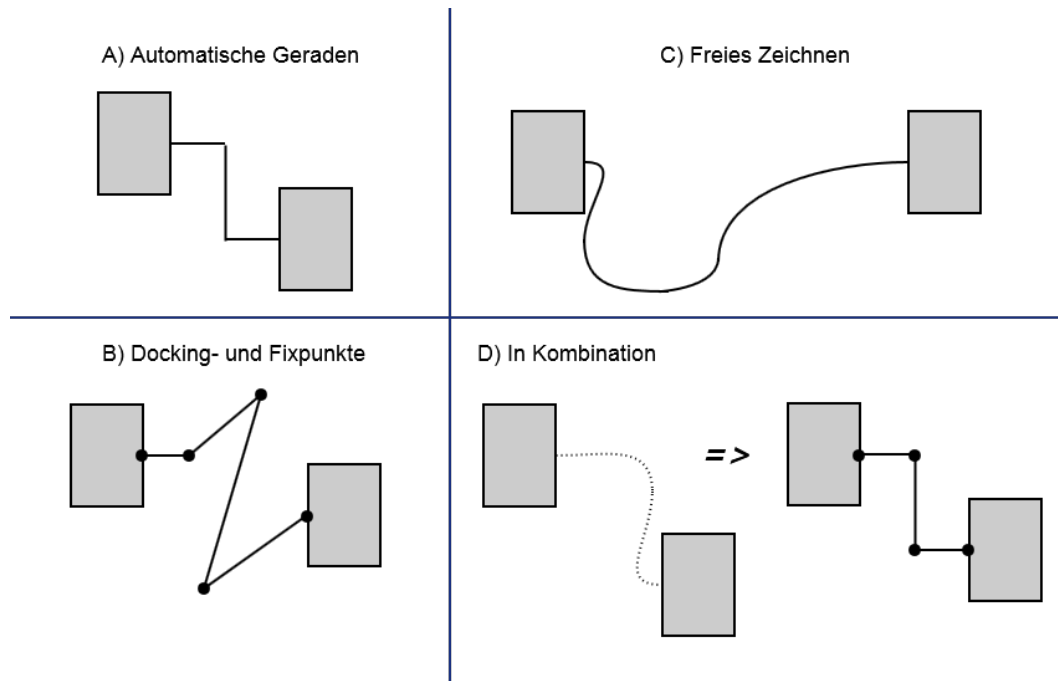 A) Automatische Geraden
C) Freies Zeichnen
B) Docking- und Fixpunkte
D) In Kombination
=>